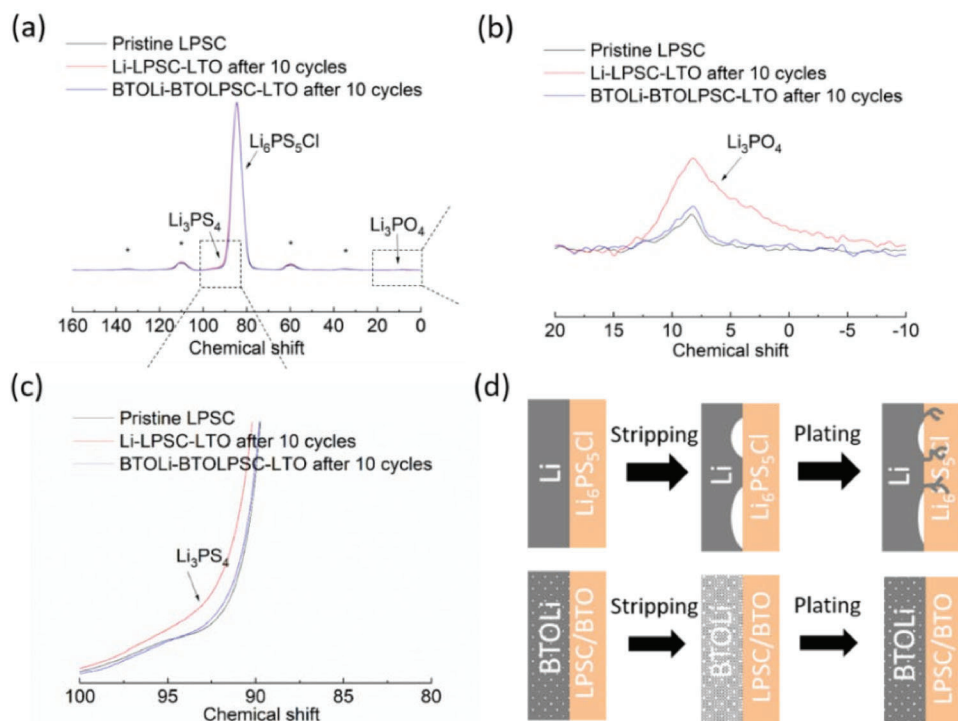 (a)
Pristine LPSC
Li-LPSC-LTO after 10 cycles
BTOLi-BTOLPSC-LTO after 10 cycles
Li₆PS₅Cl
Li₃PS₄
Li₃PO₄
* * * *
160 140 120 100 80 60 40 20 0
Chemical shift
(b)
Pristine LPSC
Li-LPSC-LTO after 10 cycles
BTOLi-BTOLPSC-LTO after 10 cycles
Li₃PO₄
20 15 10 5 0 -5 -10
Chemical shift
(c)
Pristine LPSC
Li-LPSC-LTO after 10 cycles
BTOLi-BTOLPSC-LTO after 10 cycles
Li₃PS₄
100 95 90 85 80
Chemical shift
(d)
Li
Li₆PS₅Cl
Stripping
Li
Li₆PS₅Cl
Plating
Li
Li₆PS₅Cl
BTOLi
LPSC/BTO
Stripping
BTOLi
LPSC/BTO
Plating
BTOLi
LPSC/BTO